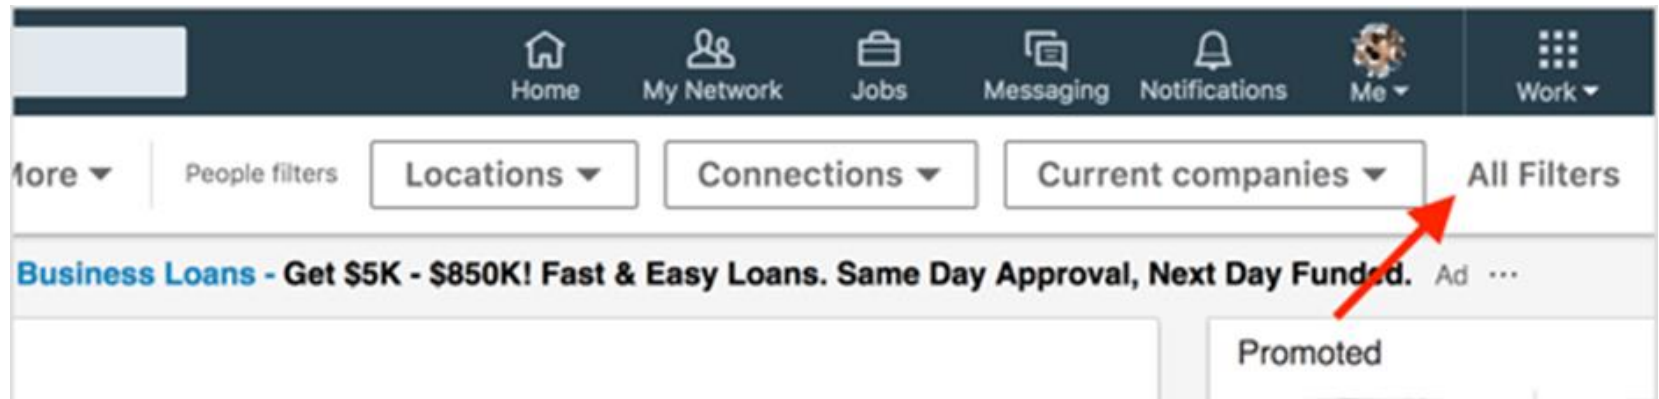 Home My Network Jobs Messaging Notifications Me Work
People filters Locations Connections Current companies All Filters
Business Loans - Get $5K - $850K! Fast & Easy Loans. Same Day Approval, Next Day Funded. Ad ...
Promoted